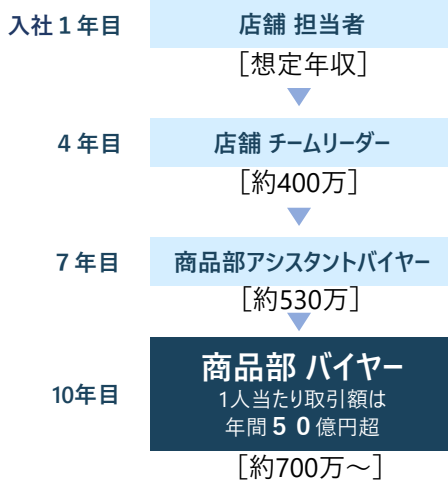 入社１年目
店舗 担当者
［想定年収］
４年目
店舗 チームリーダー
［約400万］
７年目
商品部アシスタントバイヤー
［約530万］
10年目
商品部 バイヤー
1人当たり取引額は
年間５０億円超
［約700万～］